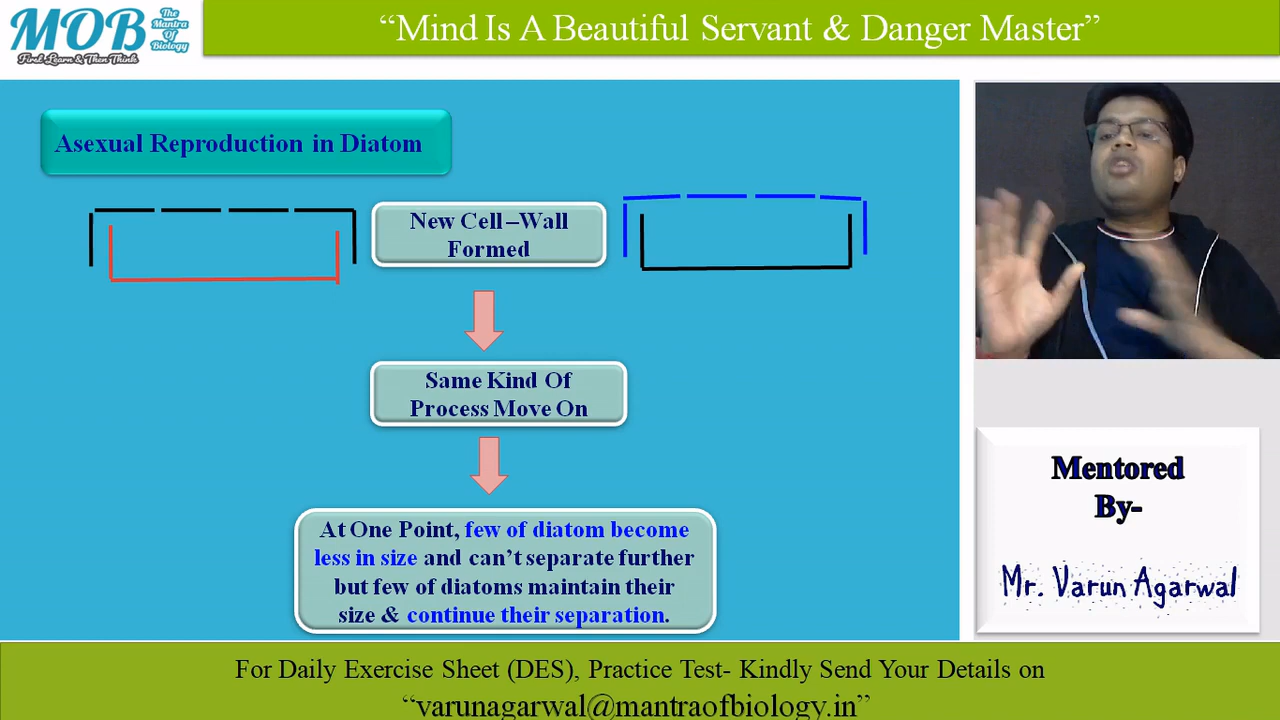 MOB
The
Mantra
Of
Biology
First Learn & Then Think
“Mind Is A Beautiful Servant & Danger Master”
Asexual Reproduction in Diatom
New Cell–Wall
Formed
Same Kind Of
Process Move On
At One Point, few of diatom become
less in size and can’t separate further
but few of diatoms maintain their
size & continue their separation.
Mentored
By-
Mr. Varun Agarwal
For Daily Exercise Sheet (DES), Practice Test- Kindly Send Your Details on
“varunagarwal@mantraofbiology.in”